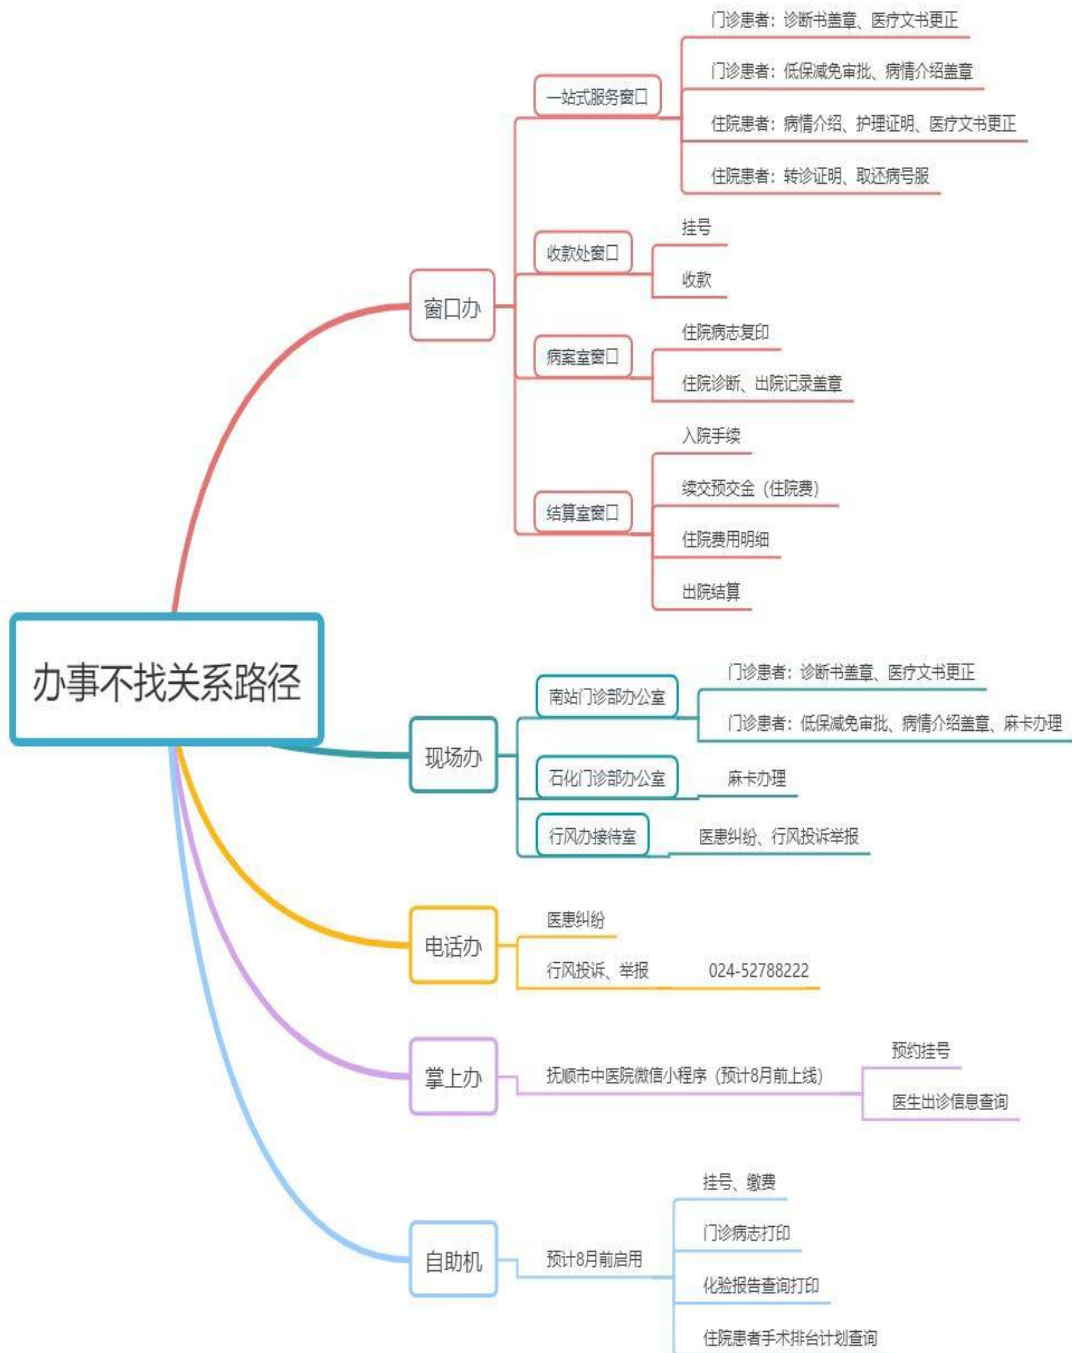 办事不找关系路径
窗口办
一站式服务窗口
门诊患者：诊断书盖章、医疗文书更正
门诊患者：低保减免审批、病情介绍盖章
住院患者：病情介绍、护理证明、医疗文书更正
住院患者：转诊证明、取还病号服
收款处窗口
挂号
收款
病案室窗口
住院病志复印
住院诊断、出院记录盖章
结算室窗口
入院手续
续交预交金（住院费）
住院费用明细
出院结算
现场办
南站门诊部办公室
门诊患者：诊断书盖章、医疗文书更正
门诊患者：低保减免审批、病情介绍盖章、麻卡办理
石化门诊部办公室
麻卡办理
行风办接待室
医患纠纷、行风投诉举报
电话办
医患纠纷
行风投诉、举报
024-52788222
掌上办
抚顺市中医院微信小程序（预计8月前上线）
预约挂号
医生出诊信息查询
自助机
预计8月前启用
挂号、缴费
门诊病志打印
化验报告查询打印
住院患者手术排台计划查询